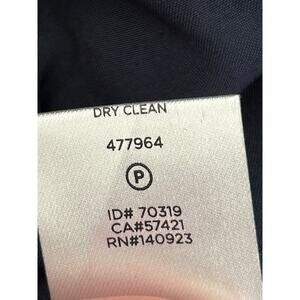 DRY CLEAN
477964
P
ID# 70319
CA#57421
RN#140923